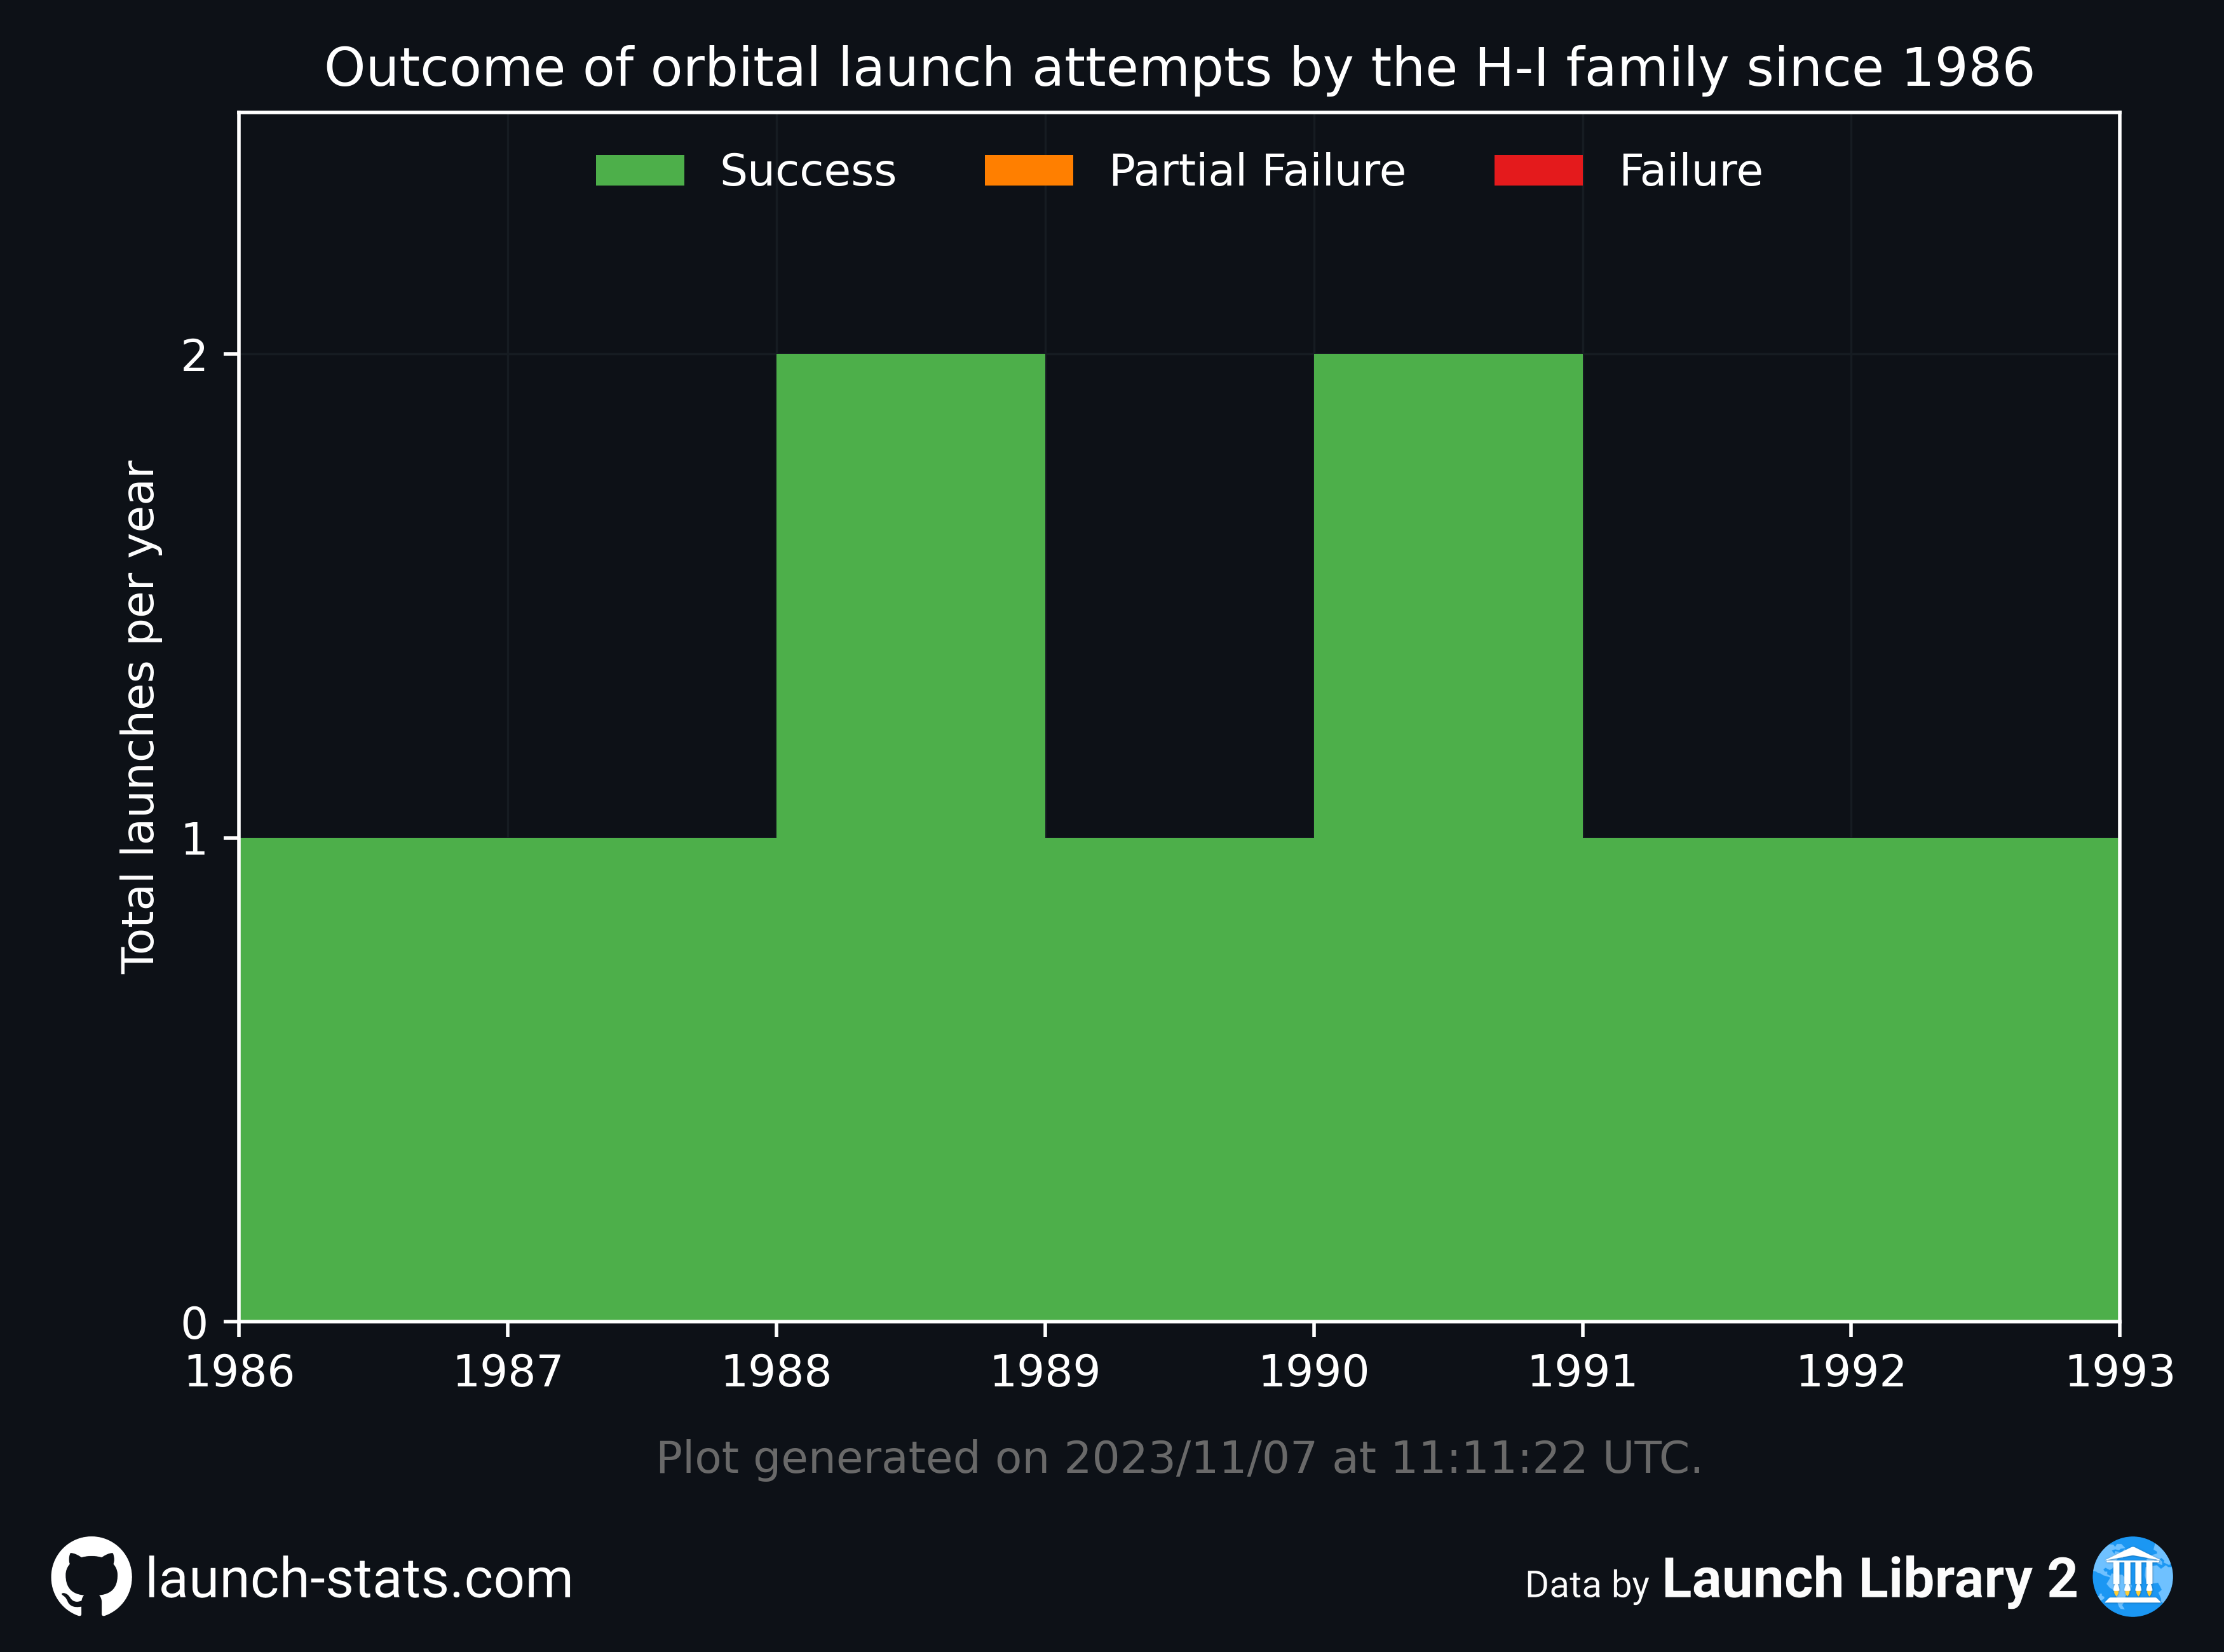 Outcome of orbital launch attempts by the H-I family since 1986
Success Partial Failure Failure
Total launches per year
2
1
0
1986 1987 1988 1989 1990 1991 1992 1993
Plot generated on 2023/11/07 at 11:11:22 UTC.
launch-stats.com
Data by Launch Library 2